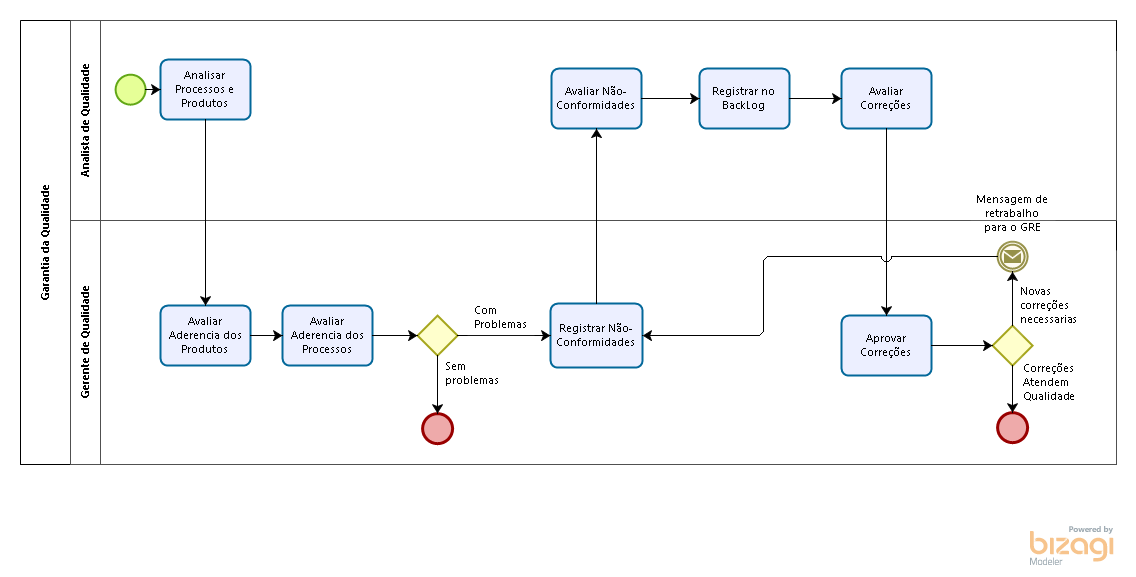 Garantia da Qualidade
Analista de Qualidade
Analisar
Processos e
Produtos
Avaliar Não-
Conformidades
Registrar no
BackLog
Avaliar
Correções
Gerente de Qualidade
Avaliar
Aderencia dos
Produtos
Avaliar
Aderencia dos
Processos
Com
Problemas
Sem
problemas
Registrar Não-
Conformidades
Aprovar
Correções
Mensagem de
retrabalho
para o GRE
Novas
correções
necessarias
Correções
Atendem
Qualidade
Powered by
bizagi
Modeler